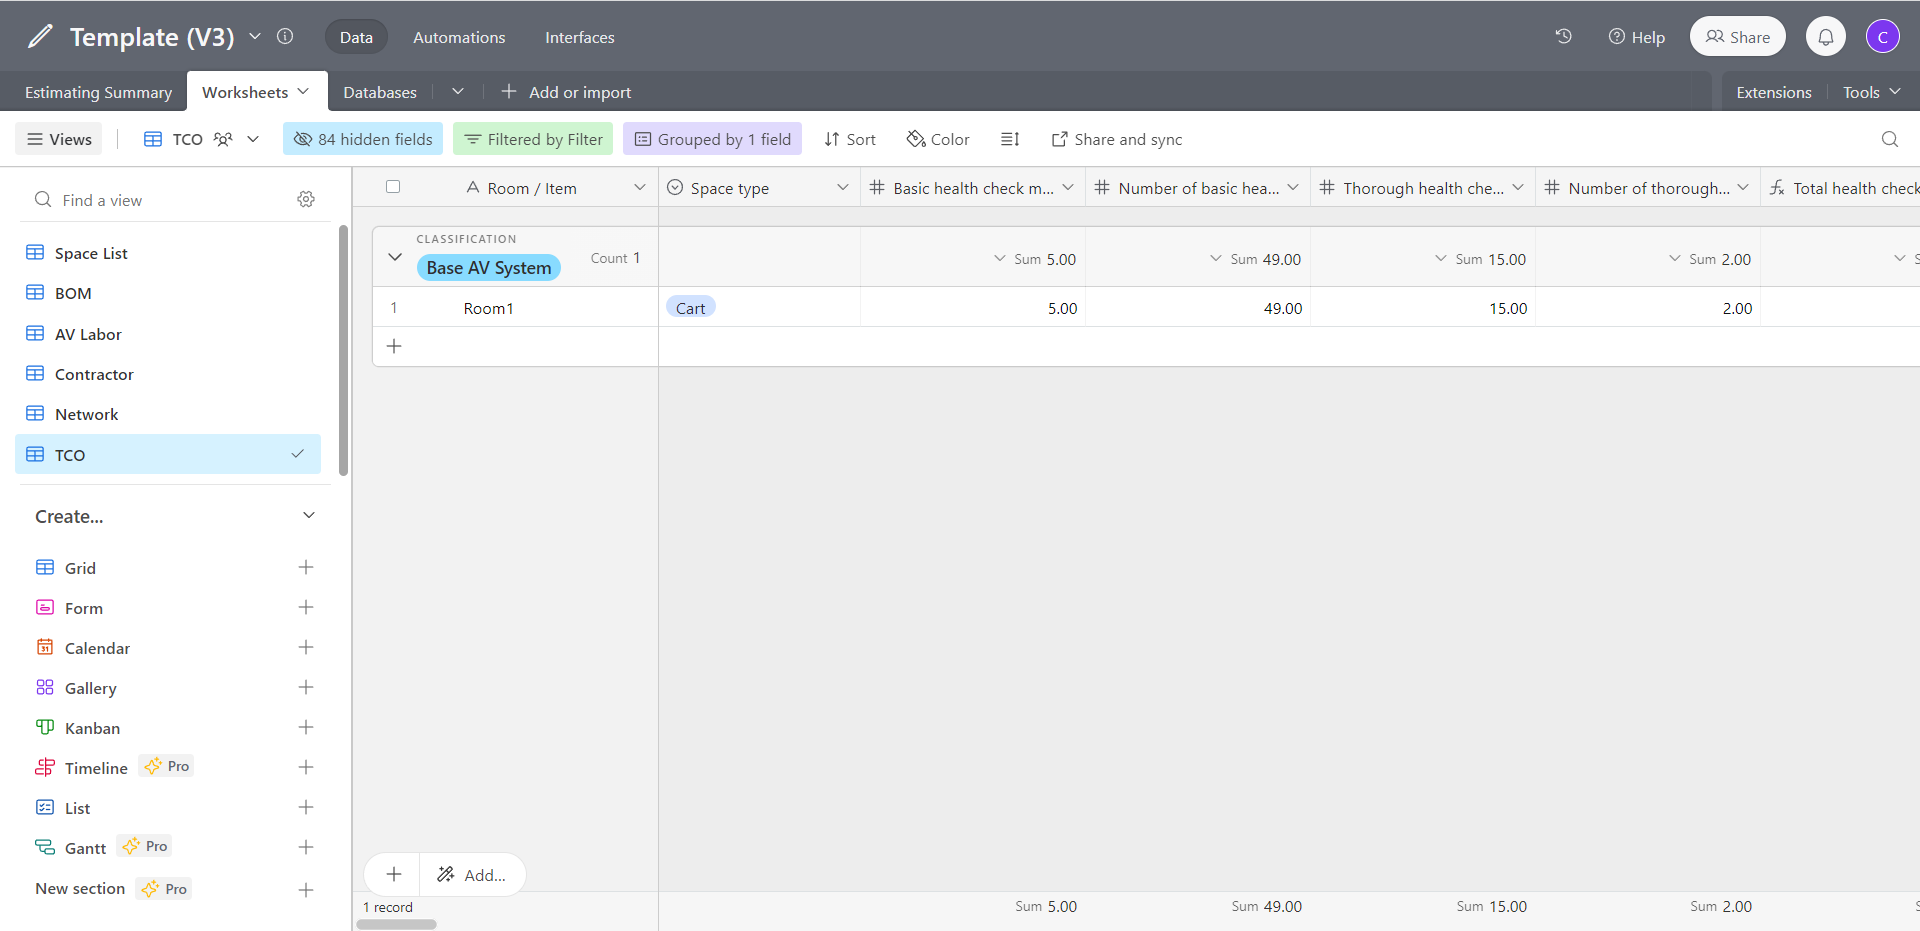 Template (V3)
Data
Automations
Interfaces
Help
Share
C
Estimating Summary
Worksheets
Databases
Add or import
Extensions
Tools
Views
TCO
84 hidden fields
Filtered by Filter
Grouped by 1 field
Sort
Color
Share and sync
Find a view
Space List
BOM
AV Labor
Contractor
Network
TCO
Create...
Grid
Form
Calendar
Gallery
Kanban
Timeline Pro
List
Gantt Pro
New section Pro
Room / Item
Space type
Basic health check m...
Number of basic hea...
Thorough health che...
Number of thorough...
Total health check
CLASSIFICATION
Base AV System
Count 1
Sum 5.00
Sum 49.00
Sum 15.00
Sum 2.00
1 Room1 Cart 5.00 49.00 15.00 2.00
Add...
1 record
Sum 5.00
Sum 49.00
Sum 15.00
Sum 2.00